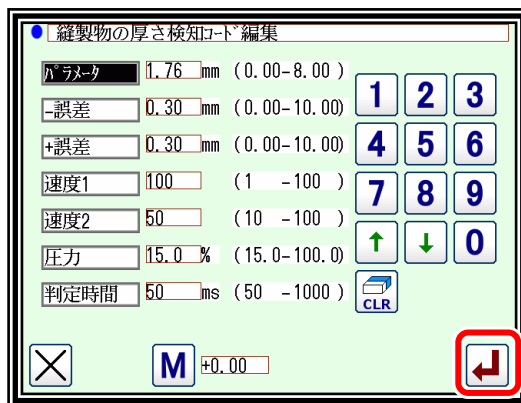 縫製物の厚さ検知ｺｰﾄﾞ編集
ﾊﾟﾗﾒｰﾀ 1.76 mm (0.00-8.00 )
-誤差 0.30 mm (0.00-10.00)
+誤差 0.30 mm (0.00-10.00)
速度1 100 (1 -100 )
速度2 50 (10 -100 )
圧力 15.0 % (15.0-100.0)
判定時間 50 ms (50 -1000 )
1 2 3
4 5 6
7 8 9
↑ ↓ 0
CLR
M +0.00